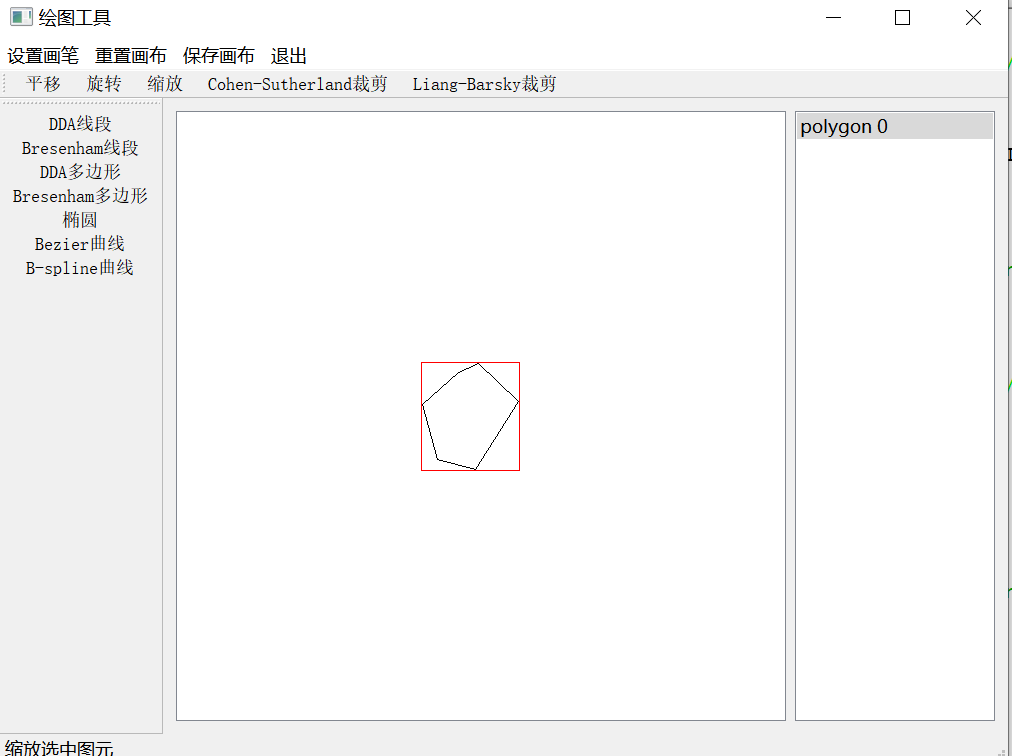 绘图工具
设置画笔 重置画布 保存画布 退出
平移 旋转 缩放 Cohen-Sutherland裁剪 Liang-Barsky裁剪
DDA线段
Bresenham线段
DDA多边形
Bresenham多边形
椭圆
Bezier曲线
B-spline曲线
polygon 0
缩放选中图元